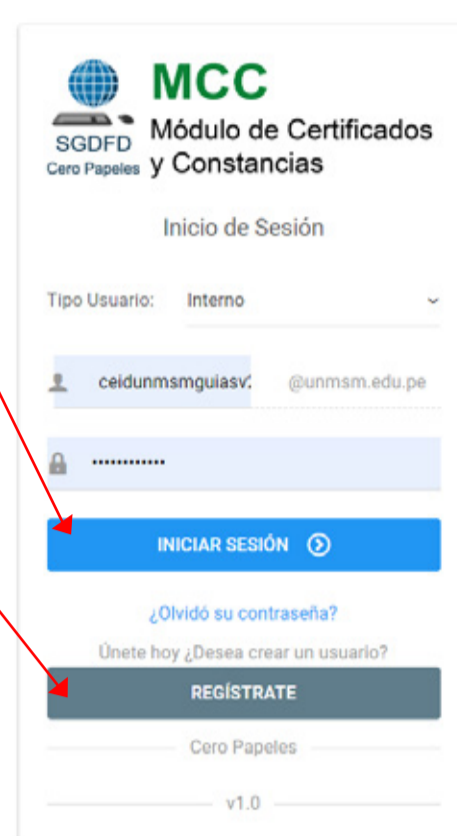 MCC
Módulo de Certificados
y Constancias
SGDFD
Cero Papeles
Inicio de Sesión
Tipo Usuario: Interno
@unmsm.edu.pe
INICIAR SESIÓN
¿Olvidó su contraseña?
Únete hoy ¿Desea crear un usuario?
REGÍSTRATE
Cero Papeles
v1.0